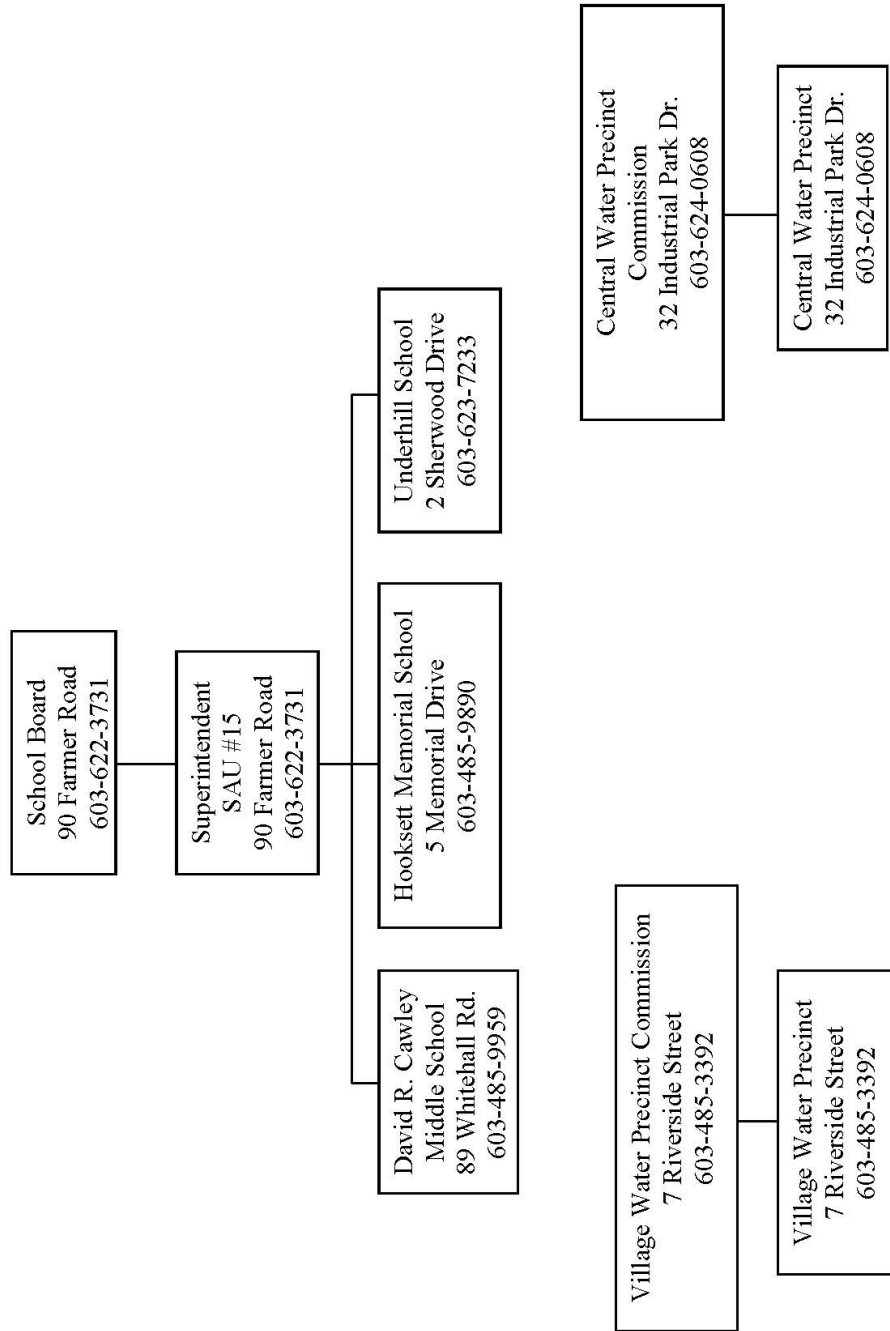 School Board
90 Farmer Road
603-622-3731
Superintendent
SAU #15
90 Farmer Road
603-622-3731
David R. Cawley
Middle School
89 Whitehall Rd.
603-485-9959
Hooksett Memorial School
5 Memorial Drive
603-485-9890
Underhill School
2 Sherwood Drive
603-623-7233
Village Water Precinct Commission
7 Riverside Street
603-485-3392
Village Water Precinct
7 Riverside Street
603-485-3392
Central Water Precinct
Commission
32 Industrial Park Dr.
603-624-0608
Central Water Precinct
32 Industrial Park Dr.
603-624-0608